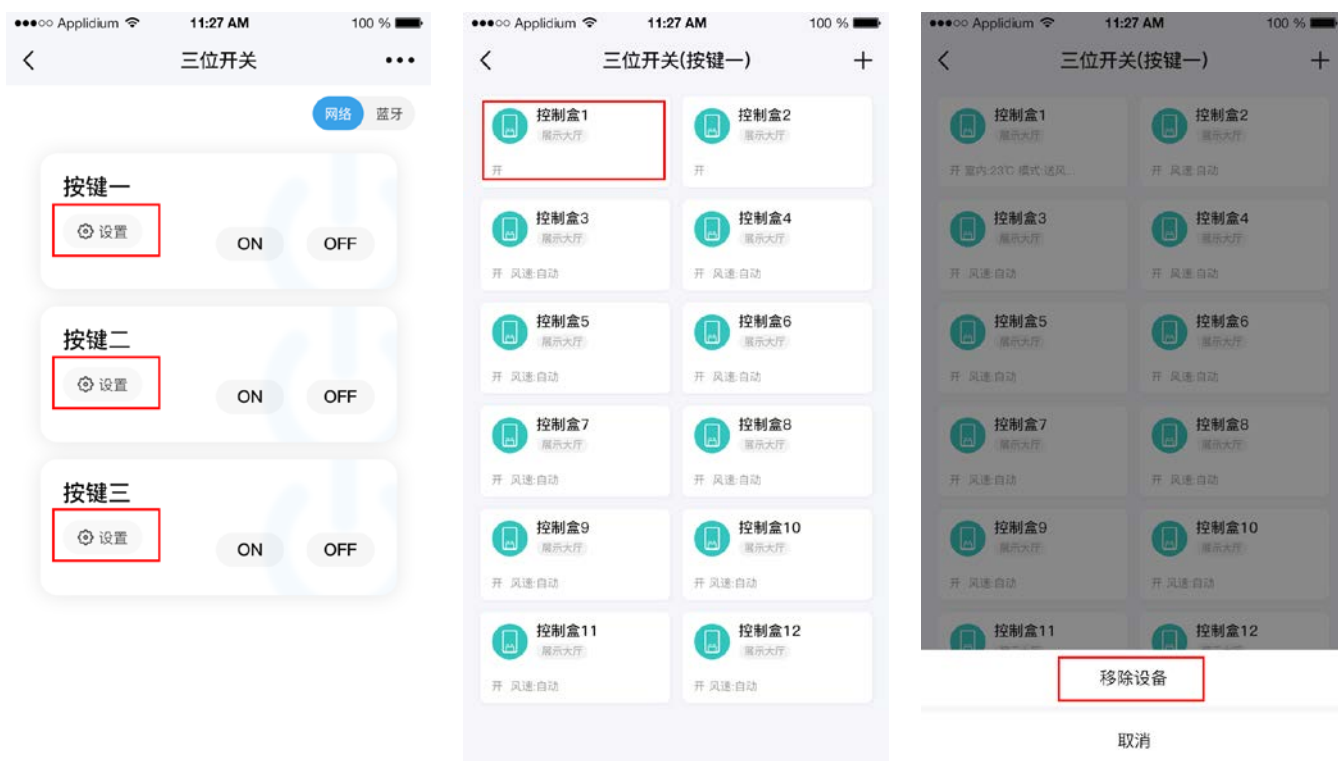 Applidium 11:27 AM 100 %
三位开关
网络 蓝牙
按键一
设置
ON OFF
按键二
设置
ON OFF
按键三
设置
ON OFF
Applidium 11:27 AM 100 %
三位开关(按键一)
控制盒1 控制盒2
展示大厅 展示大厅
开 开
控制盒3 控制盒4
展示大厅 展示大厅
开 风速:自动 开 风速:自动
控制盒5 控制盒6
展示大厅 展示大厅
开 风速:自动 开 风速:自动
控制盒7 控制盒8
展示大厅 展示大厅
开 风速:自动 开 风速:自动
控制盒9 控制盒10
展示大厅 展示大厅
开 风速:自动 开 风速:自动
控制盒11 控制盒12
展示大厅 展示大厅
开 风速:自动 开 风速:自动
Applidium 11:27 AM 100 %
三位开关(按键一)
控制盒1 控制盒2
展示大厅 展示大厅
开 室内:23℃ 模式:送风... 开 风速:自动
控制盒3 控制盒4
展示大厅 展示大厅
开 风速:自动 开 风速:自动
控制盒5 控制盒6
展示大厅 展示大厅
开 风速:自动 开 风速:自动
控制盒7 控制盒8
展示大厅 展示大厅
开 风速:自动 开 风速:自动
控制盒9 控制盒10
展示大厅 展示大厅
开 风速:自动 开 风速:自动
控制盒11 控制盒12
移除设备
取消